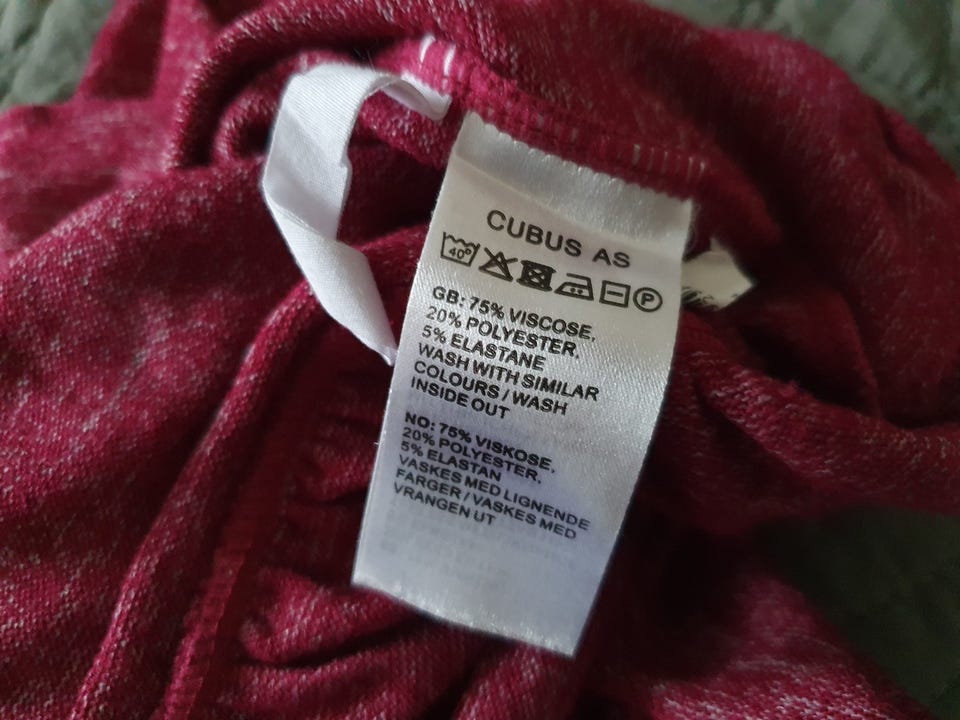 CUBUS AS
40°
P
GB: 75% VISCOSE,
20% POLYESTER,
5% ELASTANE
WASH WITH SIMILAR
COLOURS / WASH
INSIDE OUT
NO: 75% VISKOSE,
20% POLYESTER,
5% ELASTAN
VASKES MED LIGNENDE
FARGER / VASKES MED
VRANGEN UT